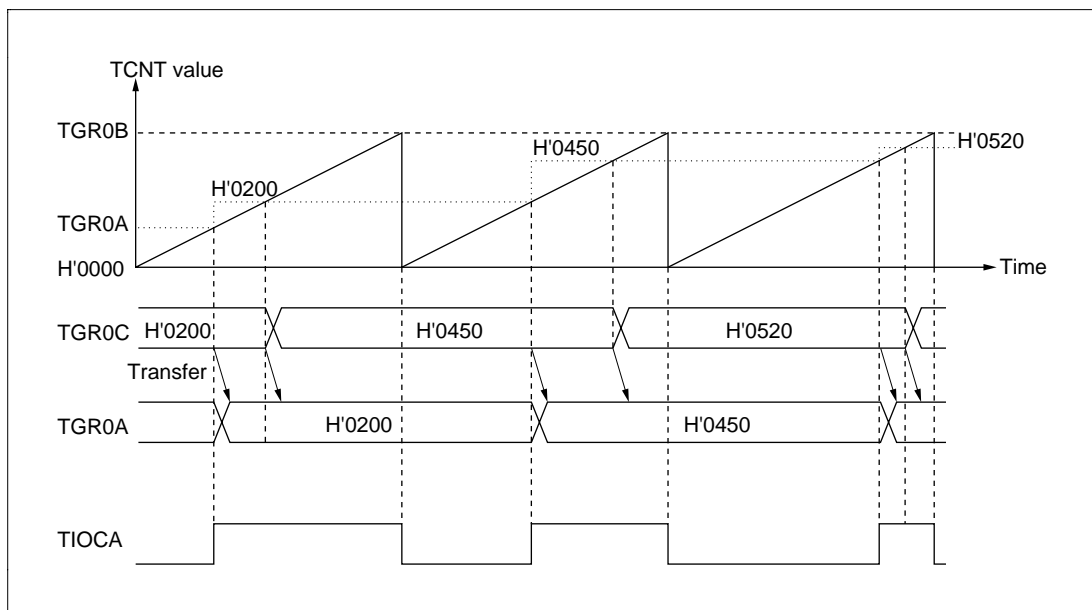 TCNT value
TGR0B
H'0520
H'0450
H'0200
TGR0A
H'0000
Time
TGR0C
H'0200
H'0450
H'0520
Transfer
TGR0A
H'0200
H'0450
TIOCA